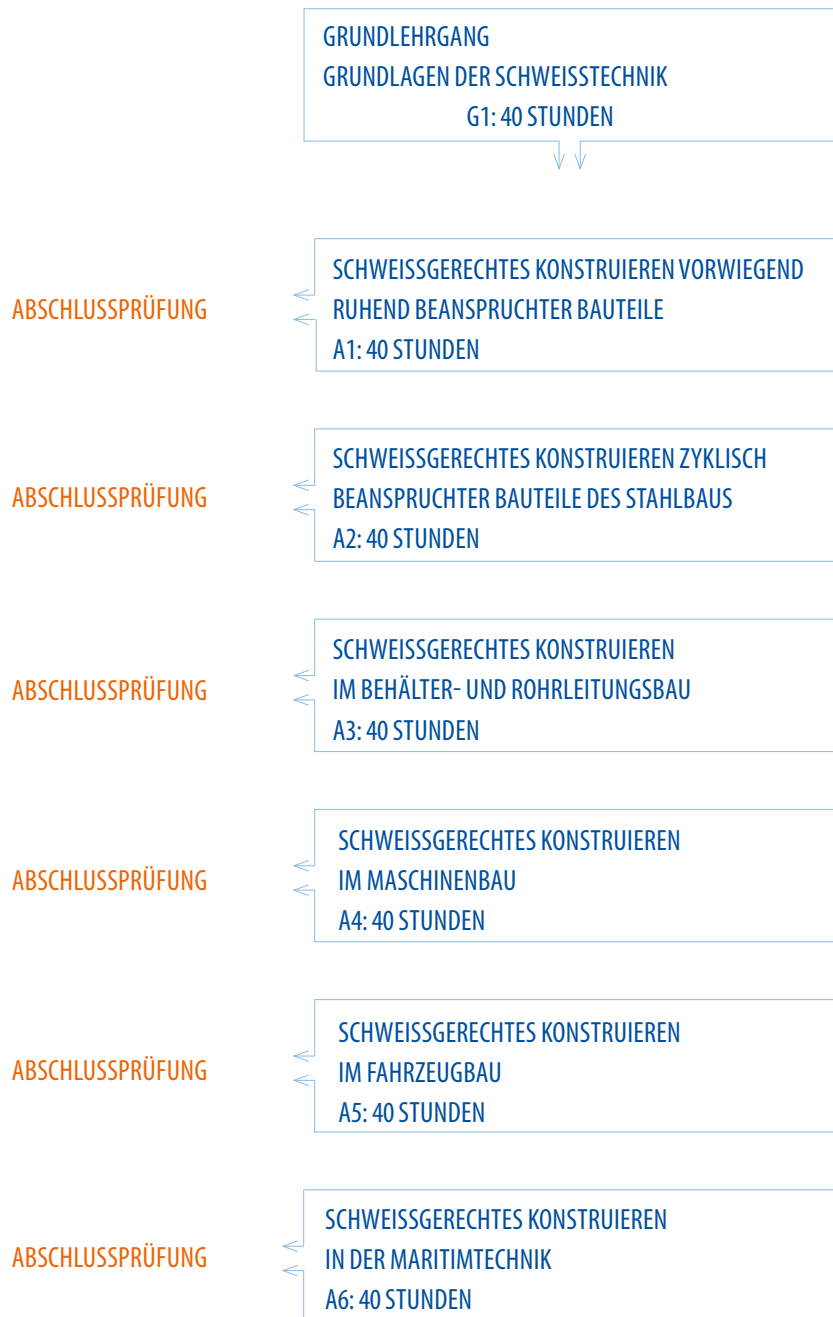 GRUNDLEHRGANG
GRUNDLAGEN DER SCHWEISSTECHNIK
G1: 40 STUNDEN
SCHWEISSGERECHTES KONSTRUIEREN VORWIEGEND
ABSCHLUSSPRÜFUNG
RUHEND BEANSPRUCHTER BAUTEILE
A1: 40 STUNDEN
SCHWEISSGERECHTES KONSTRUIEREN ZYKLISCH
ABSCHLUSSPRÜFUNG
BEANSPRUCHTER BAUTEILE DES STAHLBAUS
A2: 40 STUNDEN
SCHWEISSGERECHTES KONSTRUIEREN
ABSCHLUSSPRÜFUNG
IM BEHÄLTER- UND ROHRLEITUNGSBAU
A3: 40 STUNDEN
SCHWEISSGERECHTES KONSTRUIEREN
ABSCHLUSSPRÜFUNG
IM MASCHINENBAU
A4: 40 STUNDEN
SCHWEISSGERECHTES KONSTRUIEREN
ABSCHLUSSPRÜFUNG
IM FAHRZEUGBAU
A5: 40 STUNDEN
SCHWEISSGERECHTES KONSTRUIEREN
ABSCHLUSSPRÜFUNG
IN DER MARITIMTECHNIK
A6: 40 STUNDEN